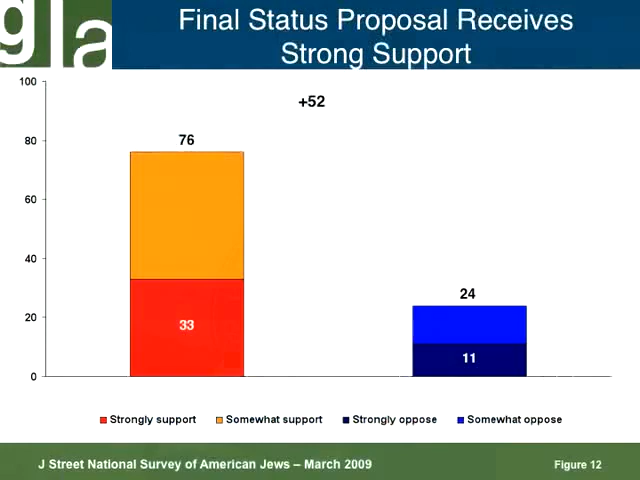 gla
Final Status Proposal Receives
Strong Support
+52
100
80
60
40
20
0
76
33
24
11
Strongly support Somewhat support Strongly oppose Somewhat oppose
J Street National Survey of American Jews – March 2009 Figure 12